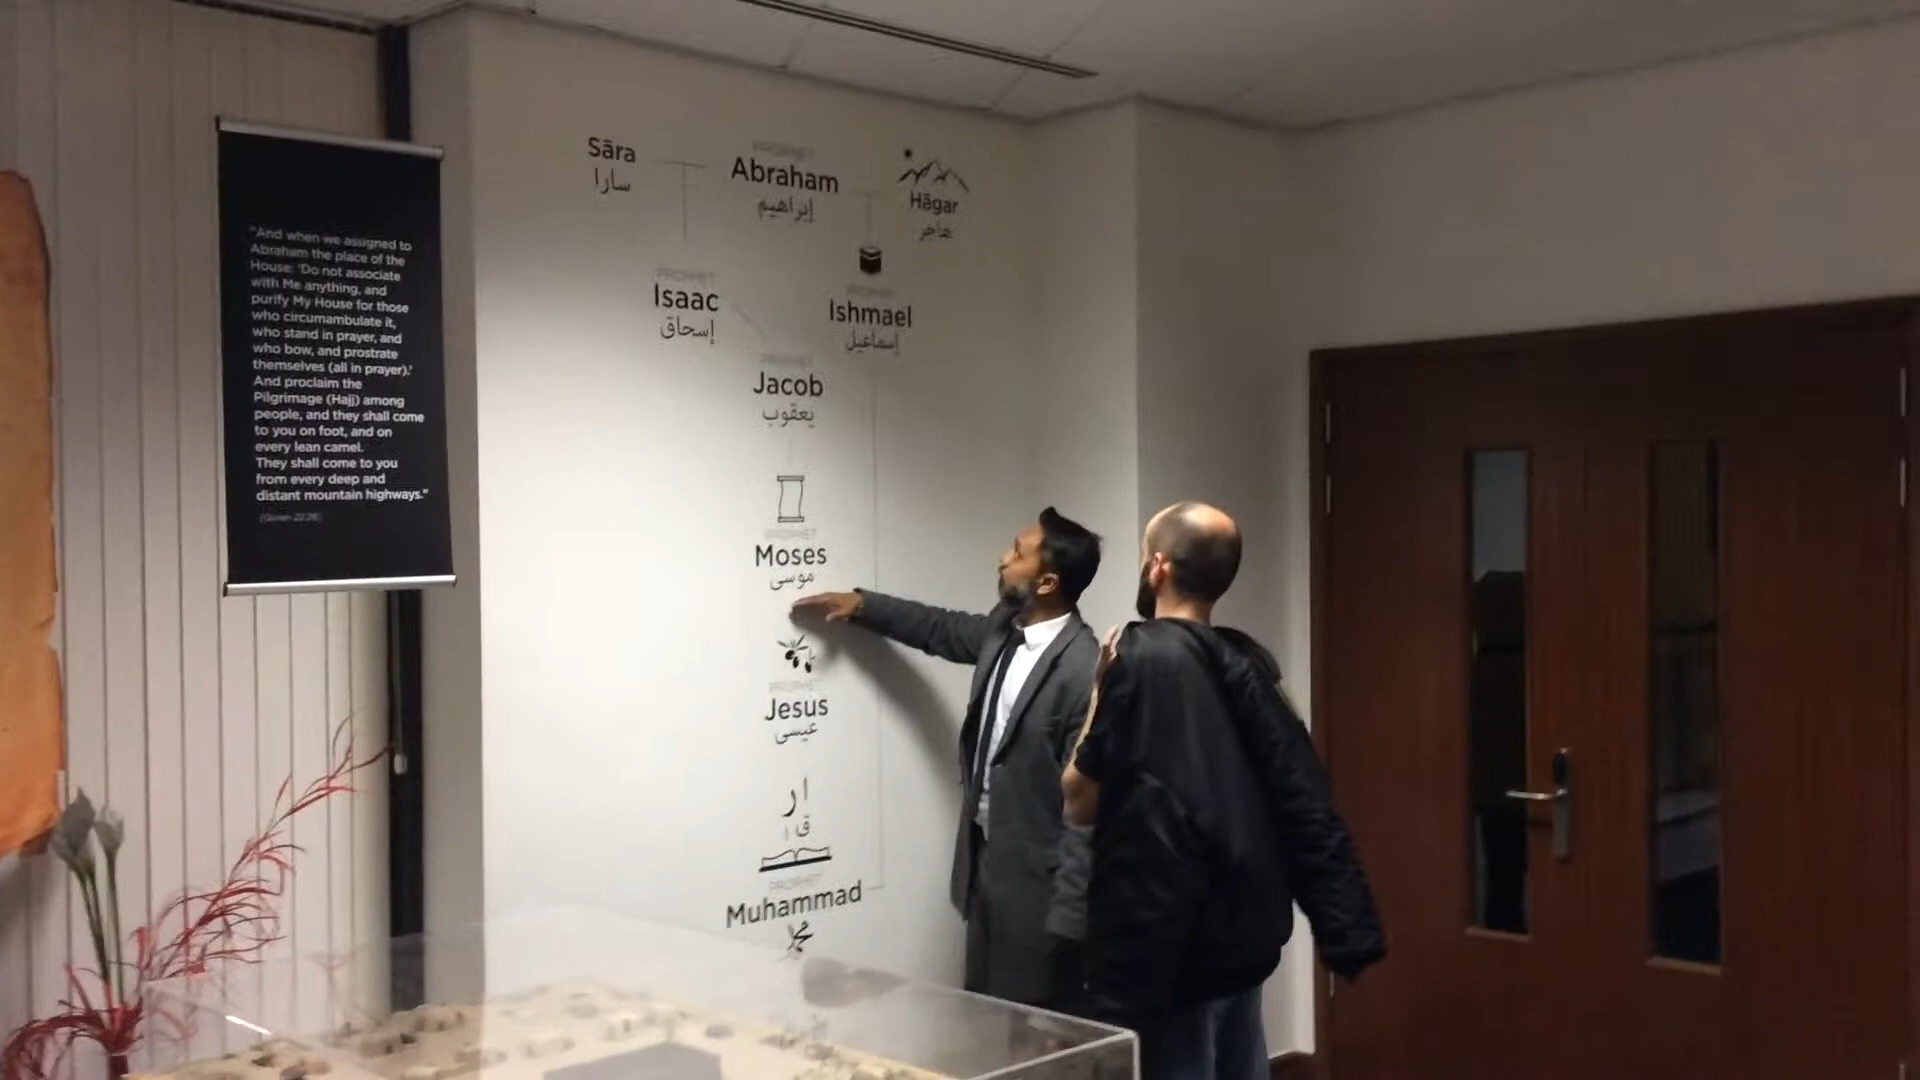 "And when we assigned to
Abraham the place of the
House: 'Do not associate
with Me anything, and
purify My House for those
who circumambulate it,
who stand in prayer, and
who bow, and prostrate
themselves (all in prayer).'
And proclaim the
Pilgrimage (Hajj) among
people, and they shall come
to you on foot, and on
every lean camel.
They shall come to you
from every deep and
distant mountain highways."
Sāra
سارا
PROPHET
Abraham
إبراهيم
Hāgar
هاجر
PROPHET
Isaac
إسحاق
PROPHET
Ishmael
إسماعيل
PROPHET
Jacob
يعقوب
PROPHET
Moses
موسى
PROPHET
Jesus
عيسى
ا ر
ق ا
PROPHET
Muhammad
محمد